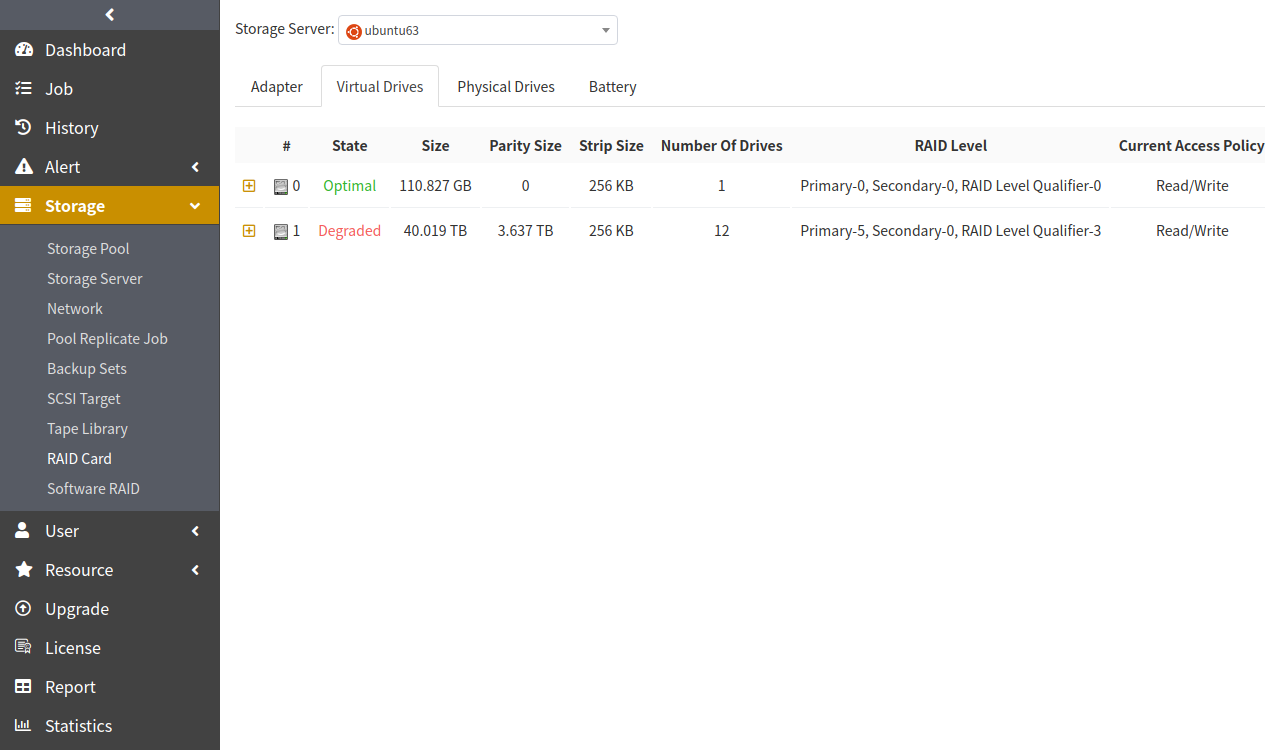 Dashboard
Job
History
Alert
Storage
Storage Pool
Storage Server
Network
Pool Replicate Job
Backup Sets
SCSI Target
Tape Library
RAID Card
Software RAID
User
Resource
Upgrade
License
Report
Statistics
Storage Server: ubuntu63
Adapter Virtual Drives Physical Drives Battery
# State Size Parity Size Strip Size Number Of Drives RAID Level Current Access Policy
0 Optimal 110.827 GB 0 256 KB 1 Primary-0, Secondary-0, RAID Level Qualifier-0 Read/Write
1 Degraded 40.019 TB 3.637 TB 256 KB 12 Primary-5, Secondary-0, RAID Level Qualifier-3 Read/Write